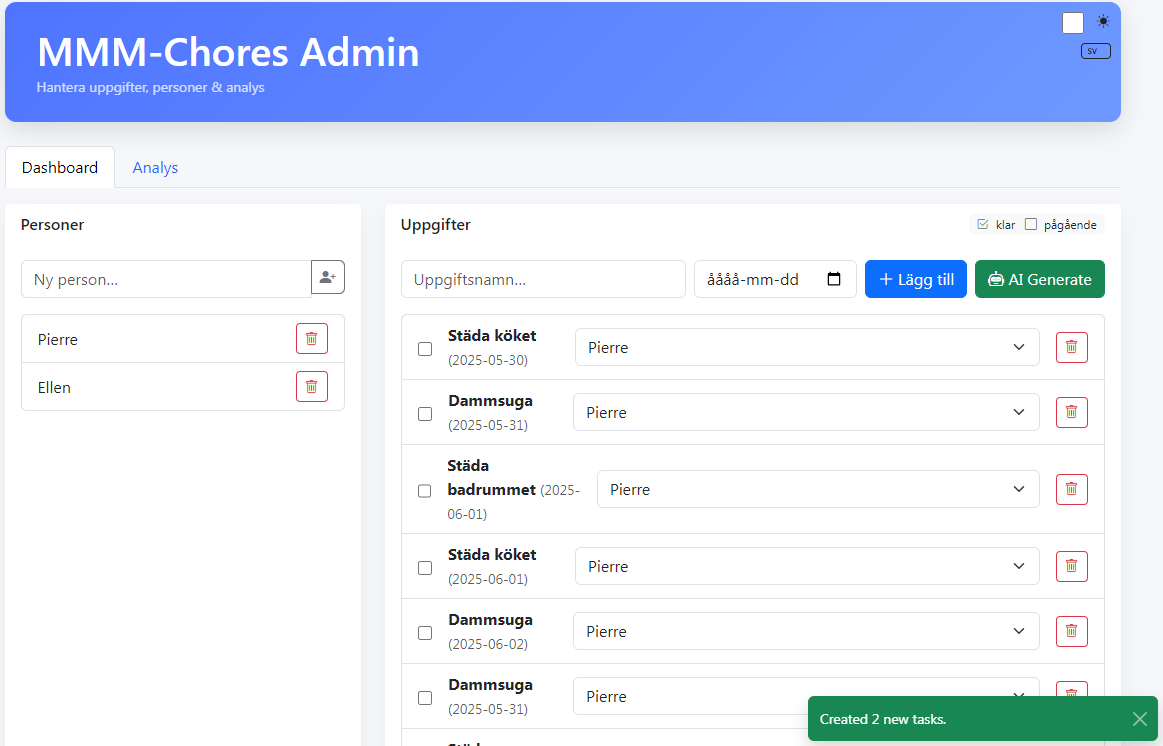 MMM-Chores Admin
Hantera uppgifter, personer & analys
sv
Dashboard
Analys
Personer
Ny person...
Pierre
Ellen
Uppgifter
klar
pågående
Uppgiftsnamn...
åååå-mm-dd
+ Lägg till
AI Generate
Städa köket
(2025-05-30)
Pierre
Dammsuga
(2025-05-31)
Pierre
Städa
badrummet (2025-
06-01)
Pierre
Städa köket
(2025-06-01)
Pierre
Dammsuga
(2025-06-02)
Pierre
Dammsuga
(2025-05-31)
Pierre
Created 2 new tasks.